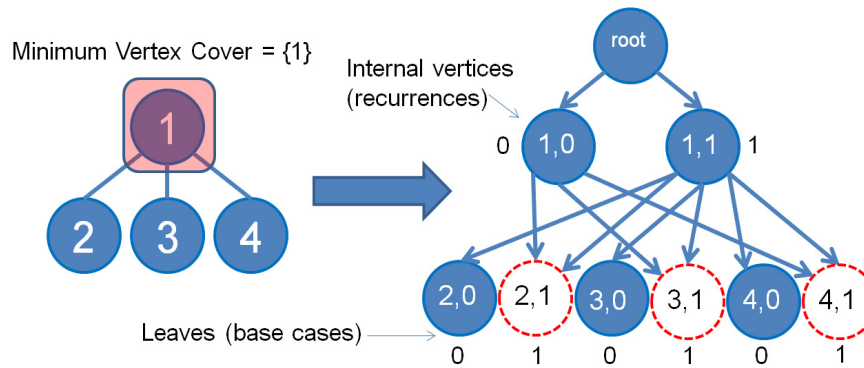 Minimum Vertex Cover = {1}
1
2 3 4
root
Internal vertices
(recurrences)
0 1,0 1,1 1
2,0 2,1 3,0 3,1 4,0 4,1
Leaves (base cases)
0 1 0 1 0 1